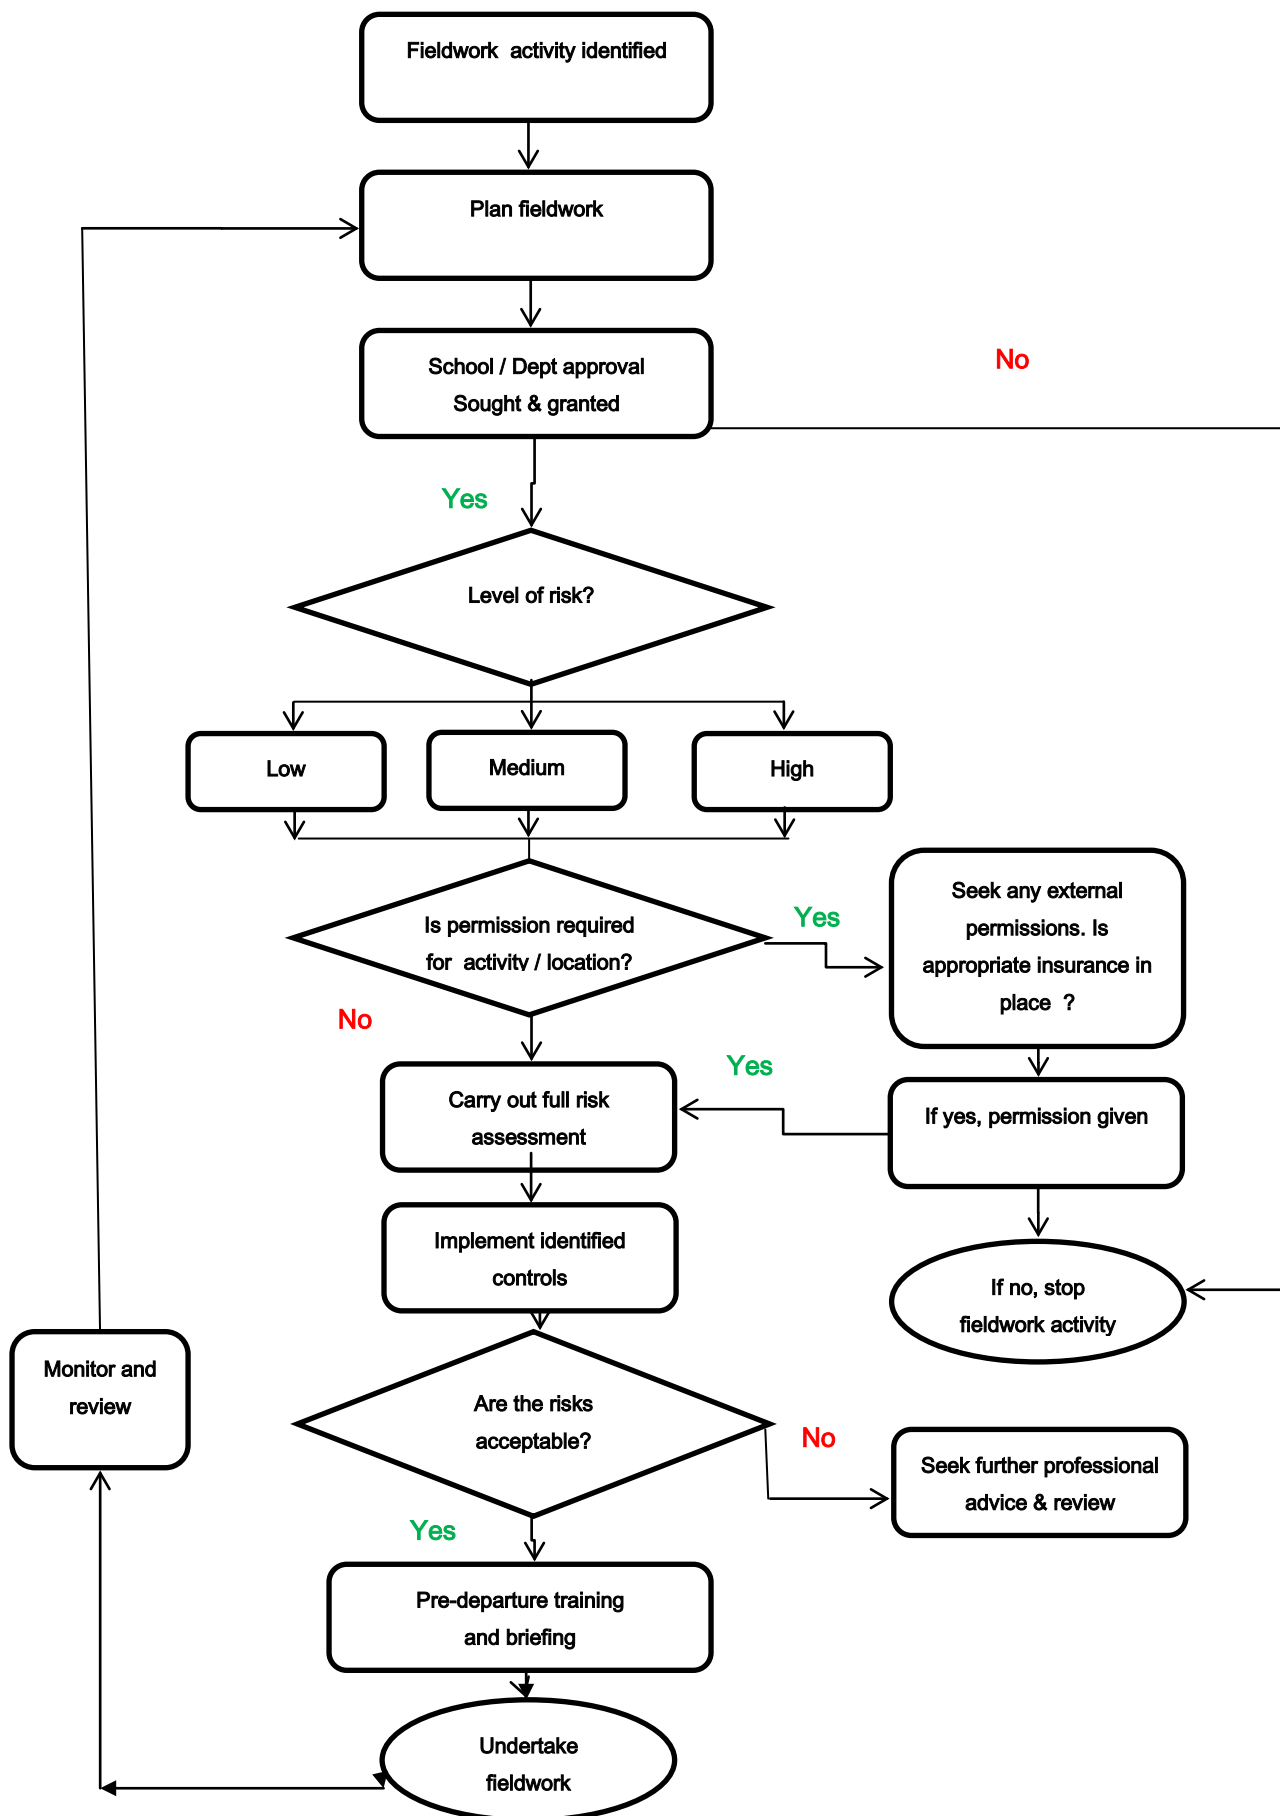 Fieldwork  activity identified
Plan fieldwork
School / Dept approval
Sought & granted
No
Yes
Level of risk?
Low
Medium
High
Is permission required
for  activity / location?
Yes
Seek any external
permissions. Is
appropriate insurance in
place  ?
No
Yes
Carry out full risk
assessment
If yes, permission given
Implement identified
controls
If no, stop
fieldwork activity
Monitor and
review
Are the risks
acceptable?
No
Seek further professional
advice & review
Yes
Pre-departure training
and briefing
Undertake
fieldwork